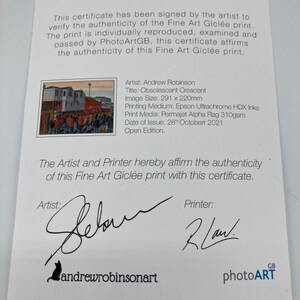 This certificate has been signed by the artist to
verify the authenticity of the Fine Art Giclée print.
The print is individually reproduced, examined and
passed by PhotoArtGB, this certificate affirms
the authenticity of this Fine Art Giclée print.
Artist: Andrew Robinson
Title: Obsolescent Crescent
Image Size: 291 x 220mm
Printing Medium: Epson Ultrachrome HDX Inks
Print Media: Permajet Alpha Rag 310gsm
Date of Issue: 28th October 2021
Open Edition.
The Artist and Printer hereby affirm the authenticity
of this Fine Art Giclée print with this certificate.
Artist:
Printer:
andrewrobinsonart
photoART GB